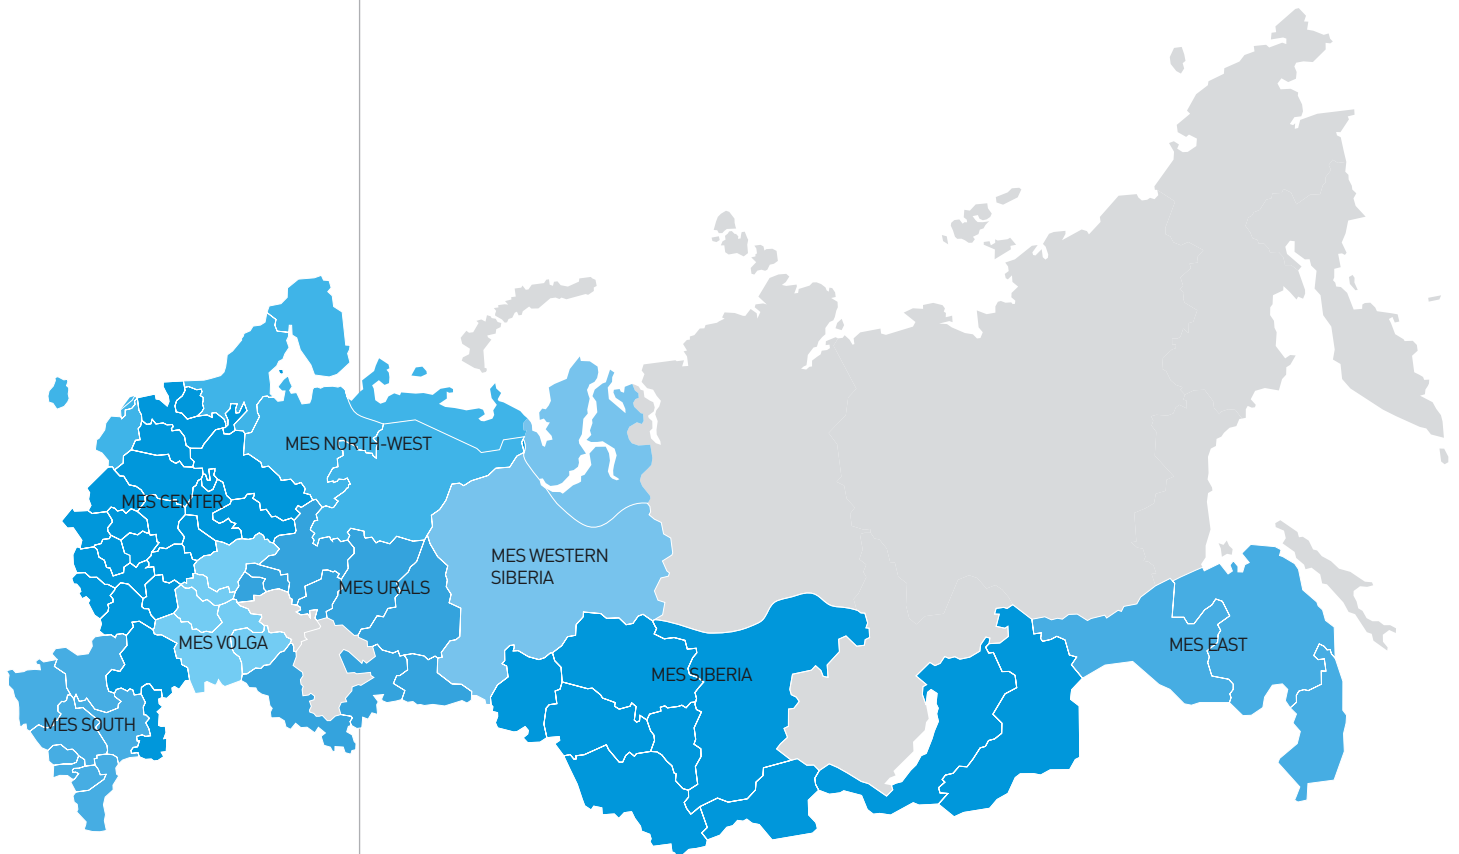 MES NORTH-WEST
MES CENTER
MES WESTERN
SIBERIA
MES URALS
MES VOLGA
MES EAST
MES SIBERIA
MES SOUTH